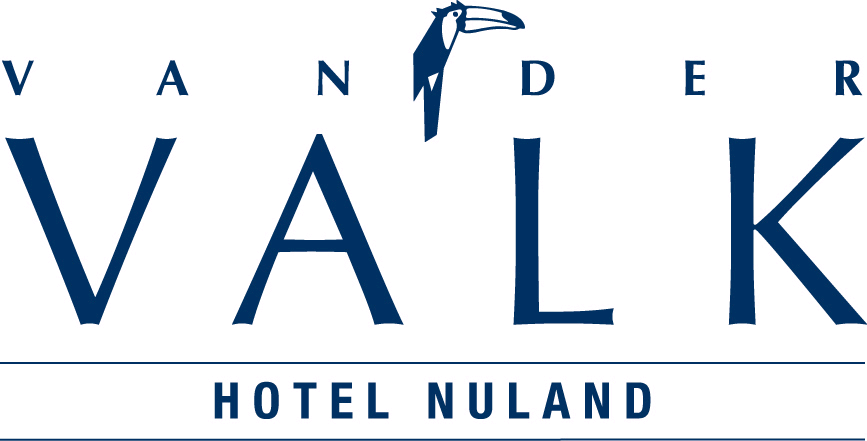 VAN DER
VALK
HOTEL NULAND